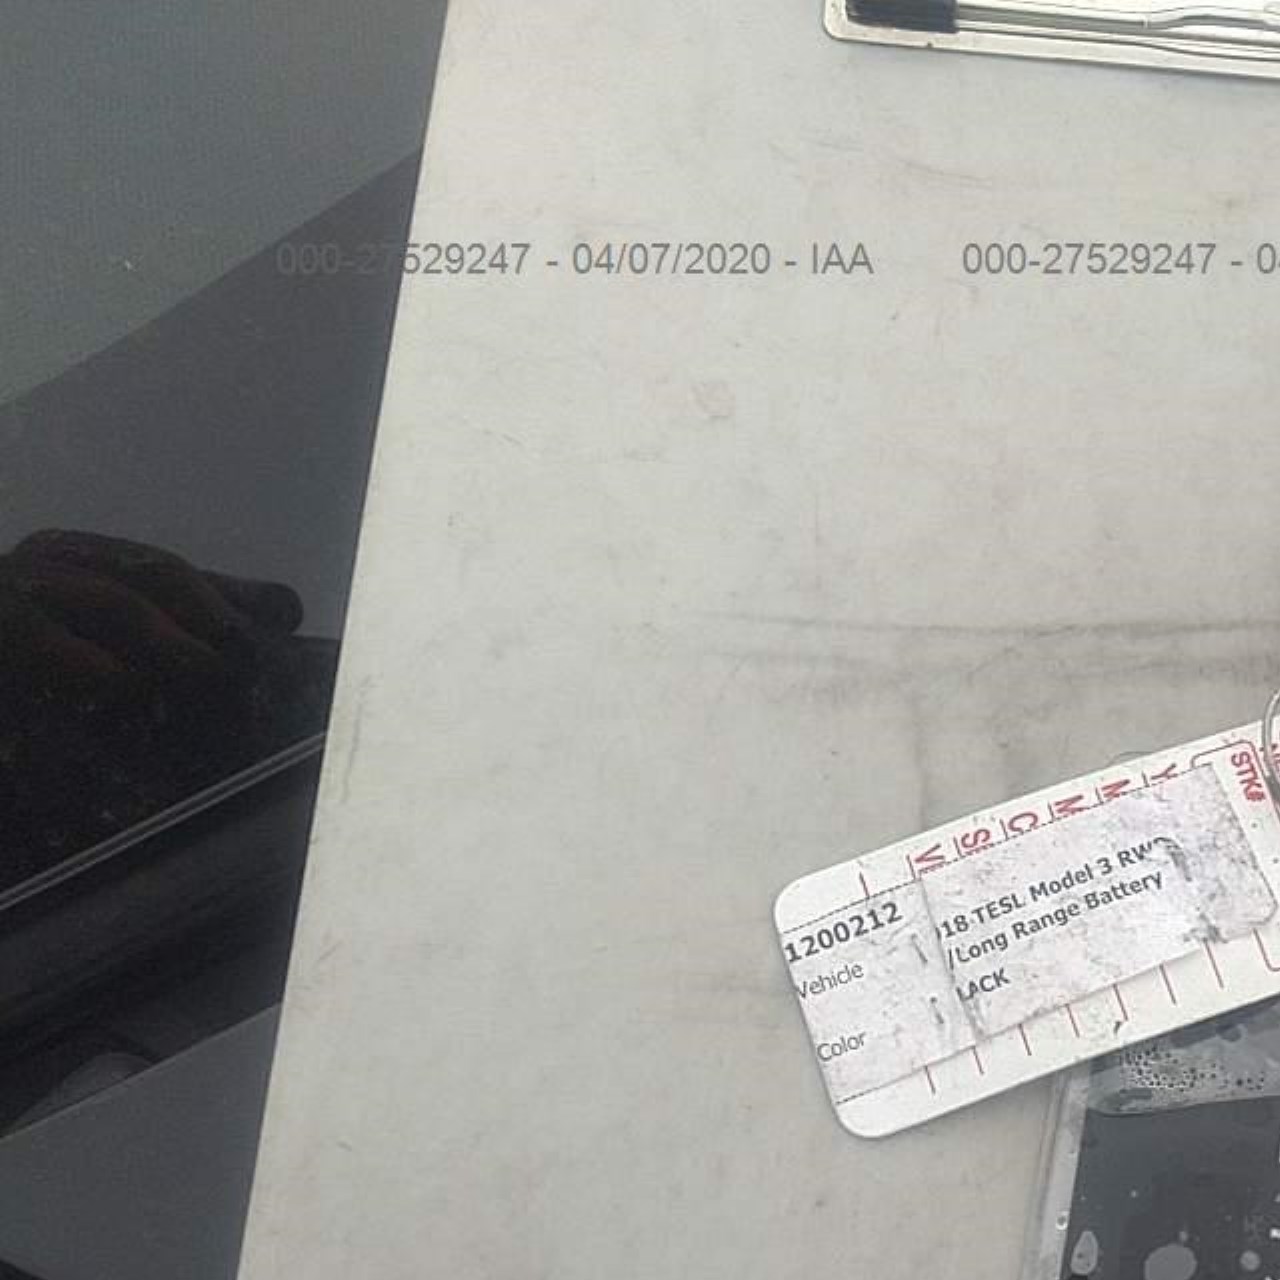 000-27529247 - 04/07/2020 - IAA 000-27529247 - 0
STK#
Y M M C S V
1200212
Vehicle 18 TESL Model 3 RW
/Long Range Battery
Color LACK